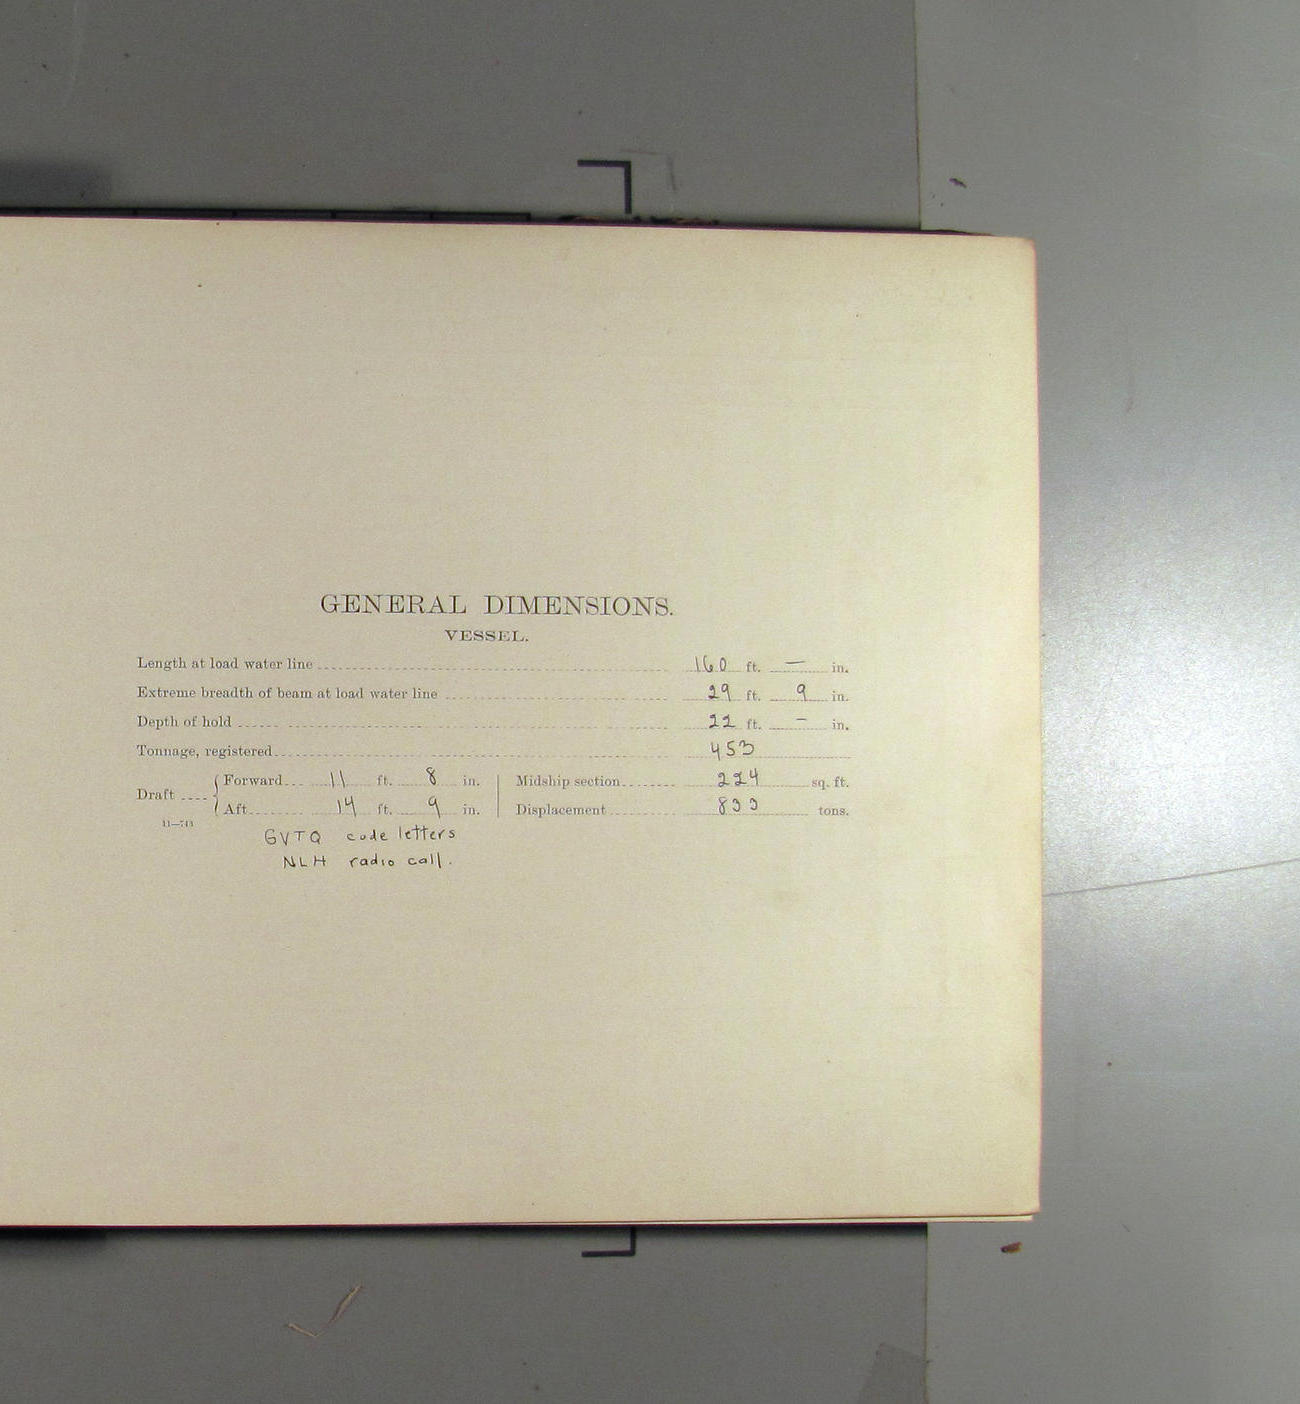 GENERAL DIMENSIONS.
VESSEL.
Length at load water line 160 ft. — in.
Extreme breadth of beam at load water line 29 ft. 9 in.
Depth of hold 22 ft. – in.
Tonnage, registered 453
Draft Forward 11 ft. 8 in. Midship section 224 sq. ft.
Aft 14 ft. 9 in. Displacement 833 tons.
GVTQ code letters
NLH radio call.